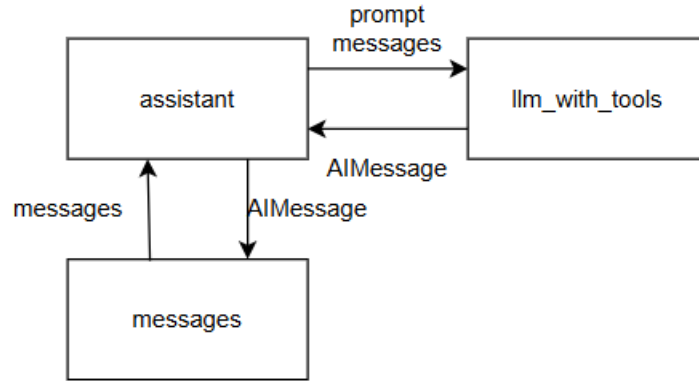 prompt
messages
assistant
llm_with_tools
AIMessage
messages
AIMessage
messages